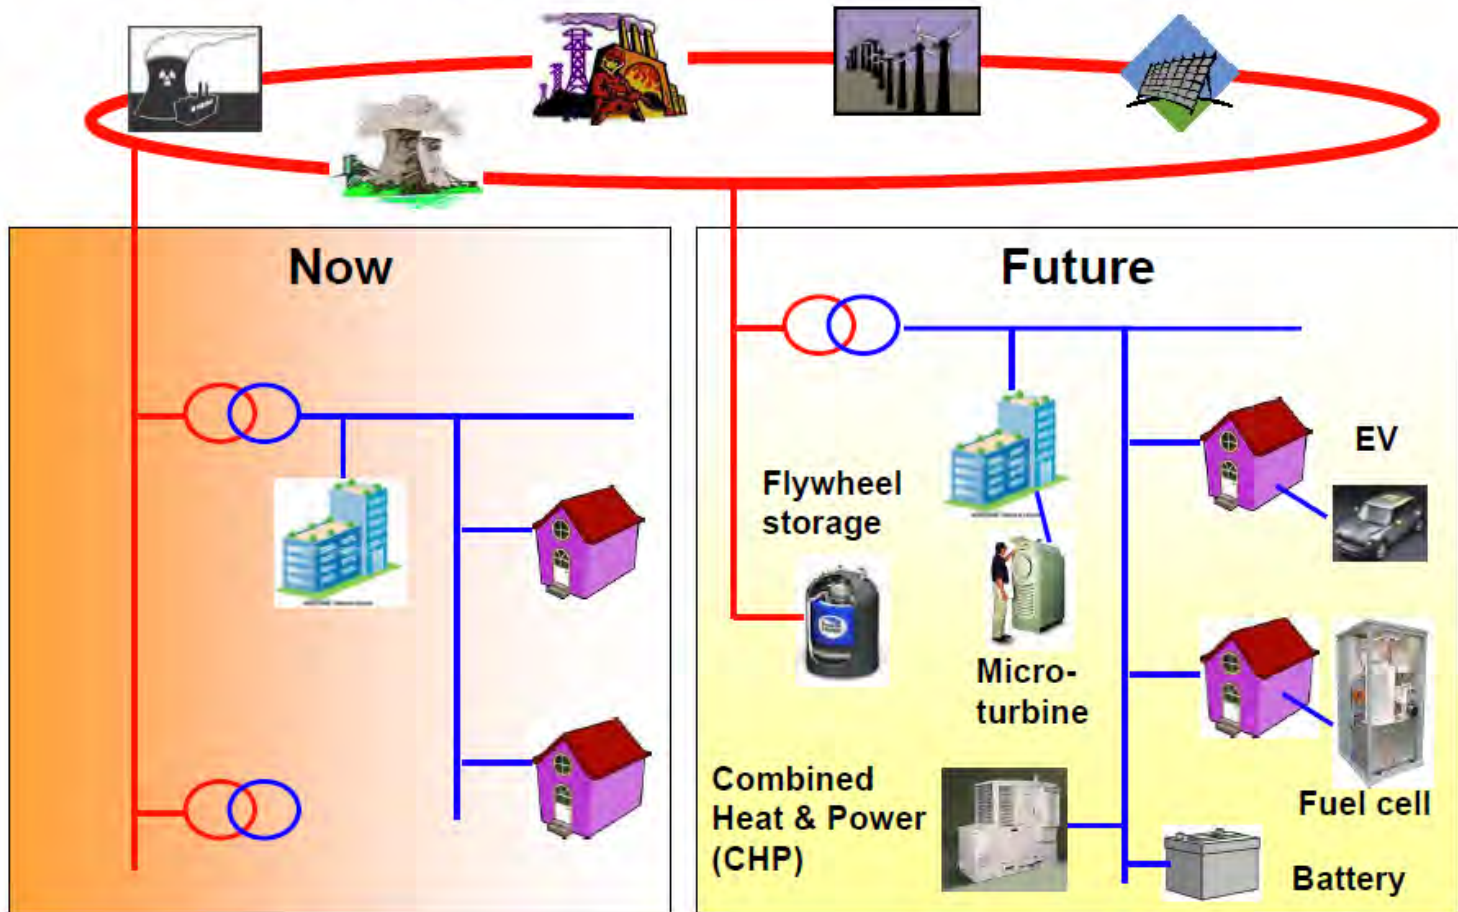 Now
Future
EV
Flywheel
storage
Micro-
turbine
Combined
Heat & Power
(CHP)
Fuel cell
Battery